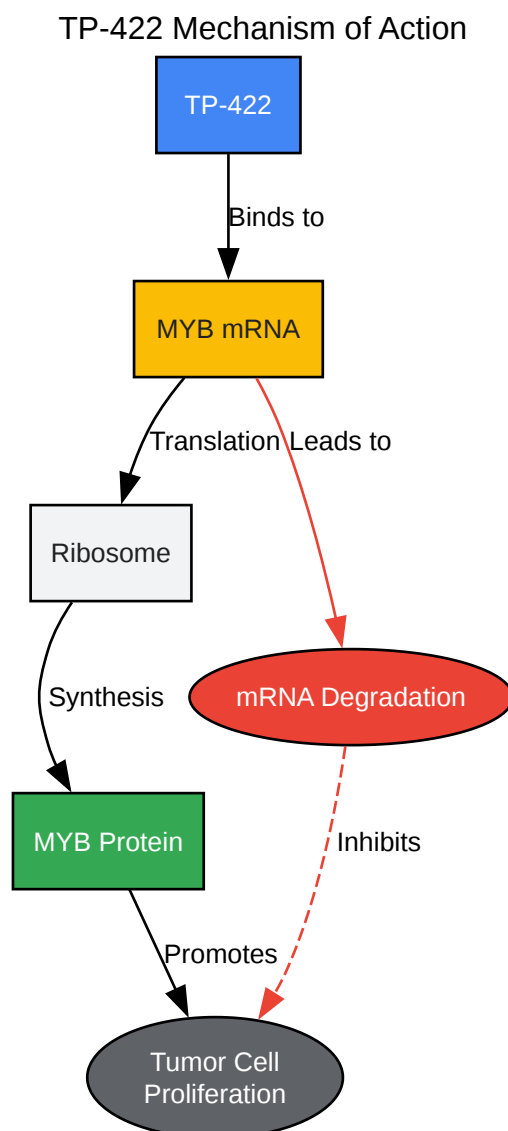 TP-422 Mechanism of Action
TP-422
Binds to
MYB mRNA
Translation
Leads to
Ribosome
Synthesis
mRNA Degradation
MYB Protein
Inhibits
Promotes
Tumor Cell
Proliferation